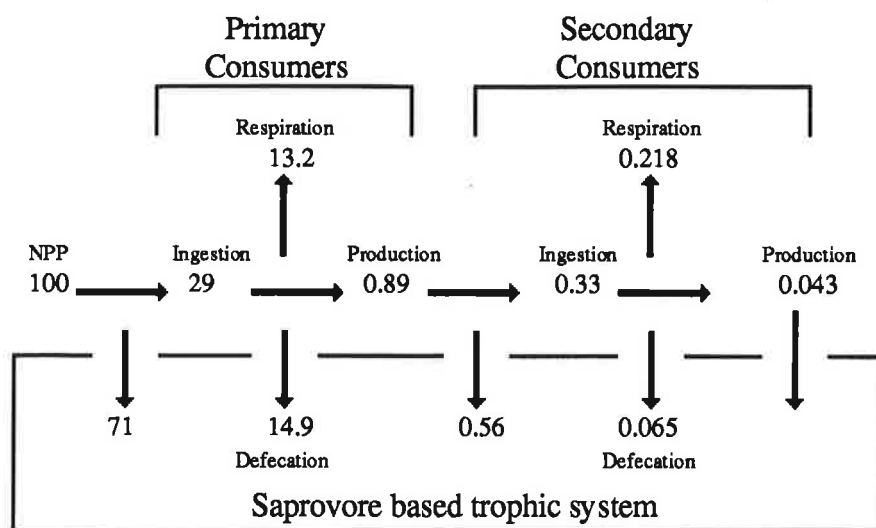 Primary
Consumers
Secondary
Consumers
Respiration
13.2
Respiration
0.218
NPP
100
Ingestion
29
Production
0.89
Ingestion
0.33
Production
0.043
71
14.9
Defecation
0.56
0.065
Defecation
Saprovore based trophic system